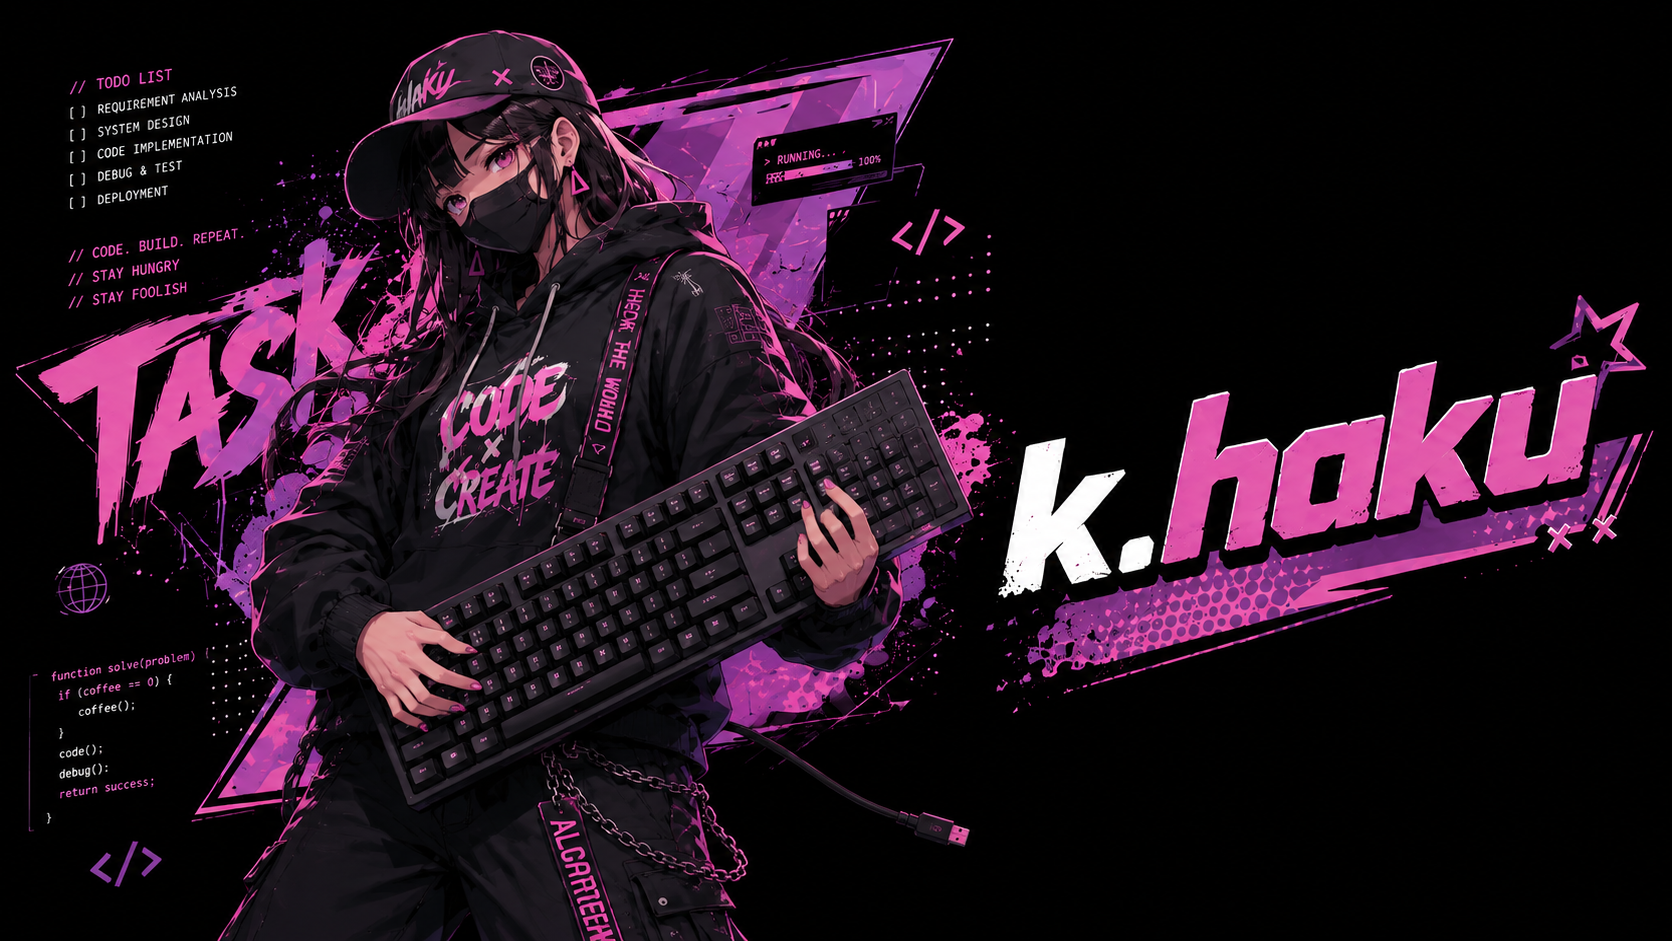 // TODO LIST
[ ] REQUIREMENT ANALYSIS
[ ] SYSTEM DESIGN
[ ] CODE IMPLEMENTATION
[ ] DEBUG & TEST
[ ] DEPLOYMENT
// CODE. BUILD. REPEAT.
// STAY HUNGRY
// STAY FOOLISH
TASK
HAKU
> RUNNING...
100%
</>
THE
CODE
×
CREATE
k.haku
function solve(problem) {
if (coffee == 0) {
coffee();
}
code();
debug():
return success;
}
</>